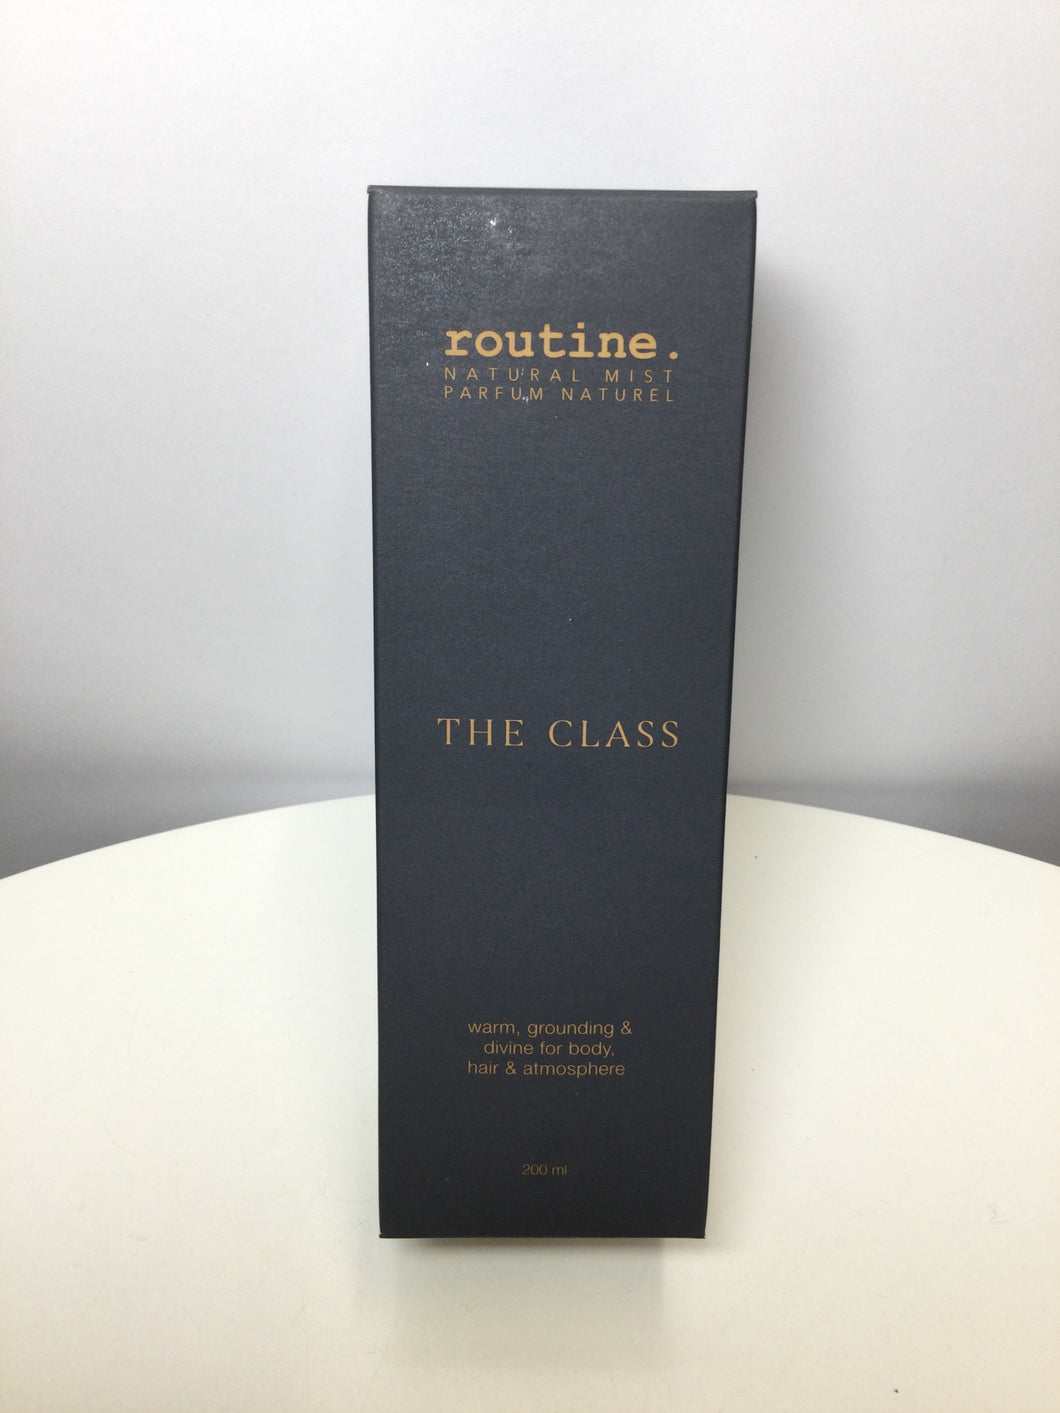 routine.
NATURAL MIST
PARFUM NATUREL
THE CLASS
warm, grounding &
divine for body,
hair & atmosphere
200 ml